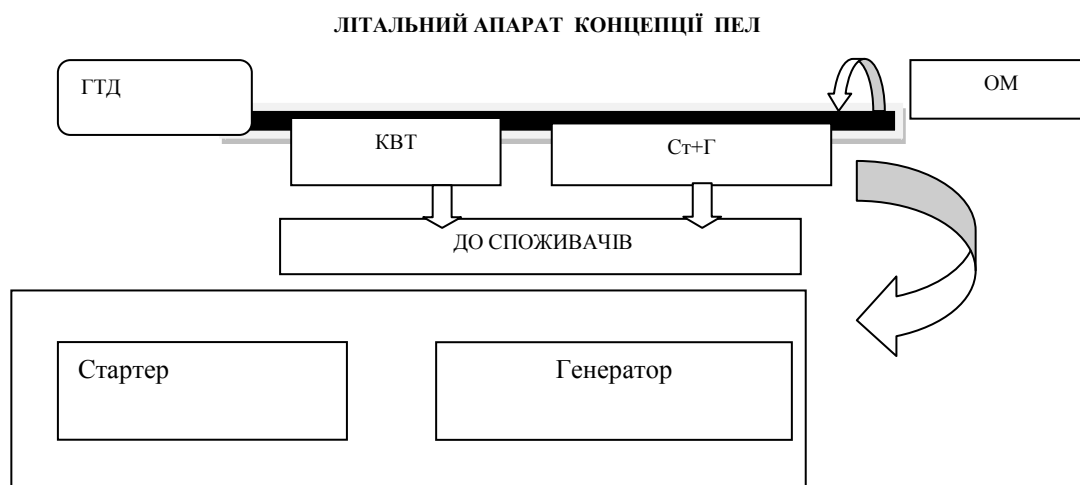 ЛІТАЛЬНИЙ АПАРАТ КОНЦЕПЦІЇ ПЕЛ
ГТД
ОМ
КВТ
Ст+Г
ДО СПОЖИВАЧІВ
Стартер
Генератор